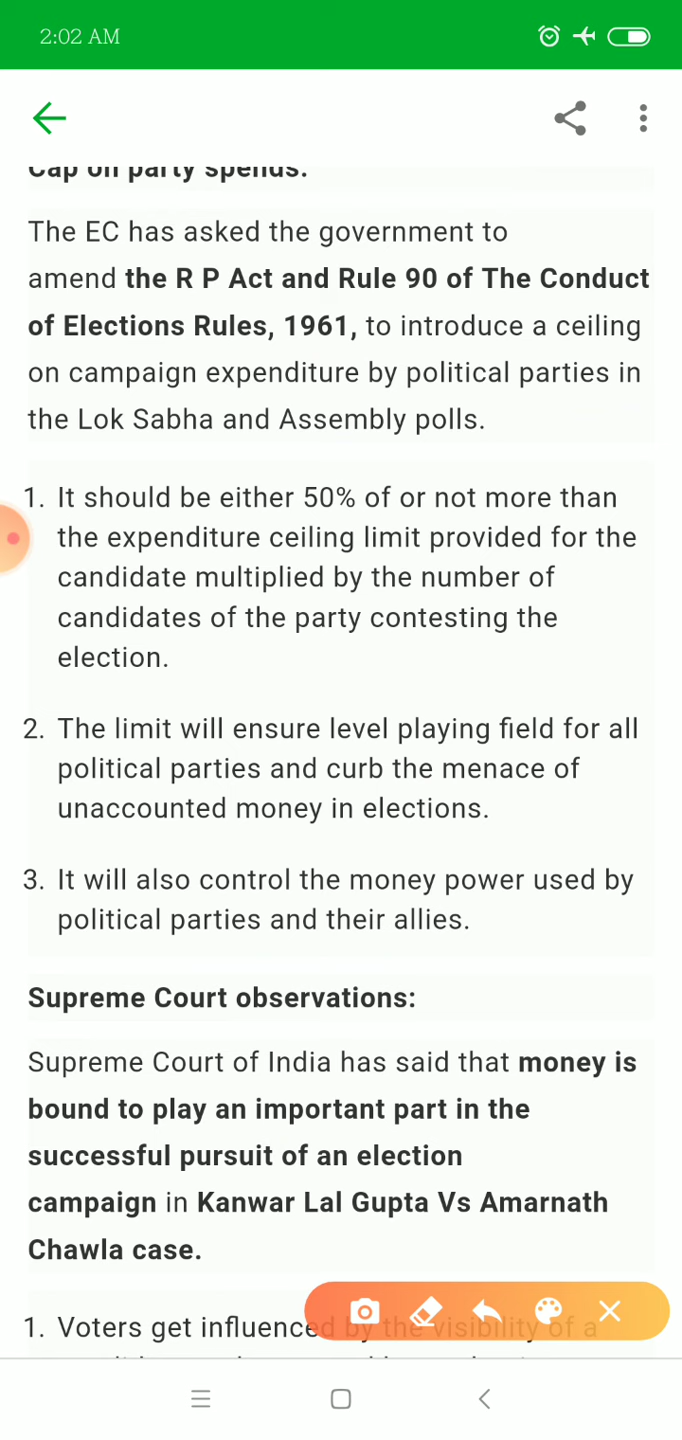 2:02 AM
Cap on party spends:
The EC has asked the government to
amend the R P Act and Rule 90 of The Conduct
of Elections Rules, 1961, to introduce a ceiling
on campaign expenditure by political parties in
the Lok Sabha and Assembly polls.
1. It should be either 50% of or not more than
the expenditure ceiling limit provided for the
candidate multiplied by the number of
candidates of the party contesting the
election.
2. The limit will ensure level playing field for all
political parties and curb the menace of
unaccounted money in elections.
3. It will also control the money power used by
political parties and their allies.
Supreme Court observations:
Supreme Court of India has said that money is
bound to play an important part in the
successful pursuit of an election
campaign in Kanwar Lal Gupta Vs Amarnath
Chawla case.
1. Voters get influenced by the visibility of a